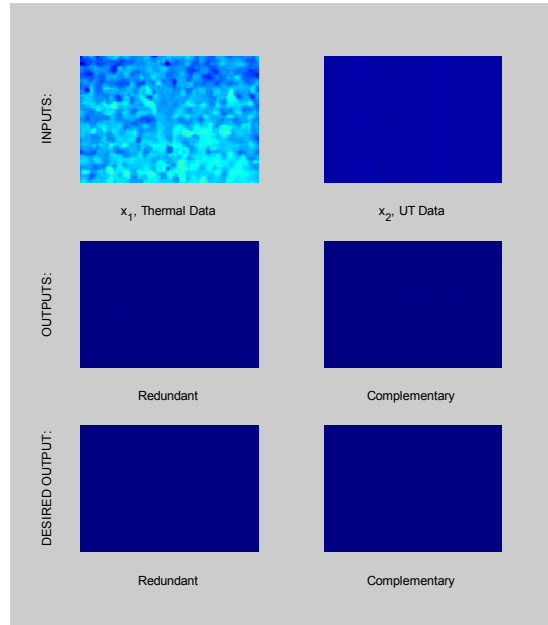 INPUTS:
x1, Thermal Data
x2, UT Data
OUTPUTS:
Redundant
Complementary
DESIRED OUTPUT:
Redundant
Complementary